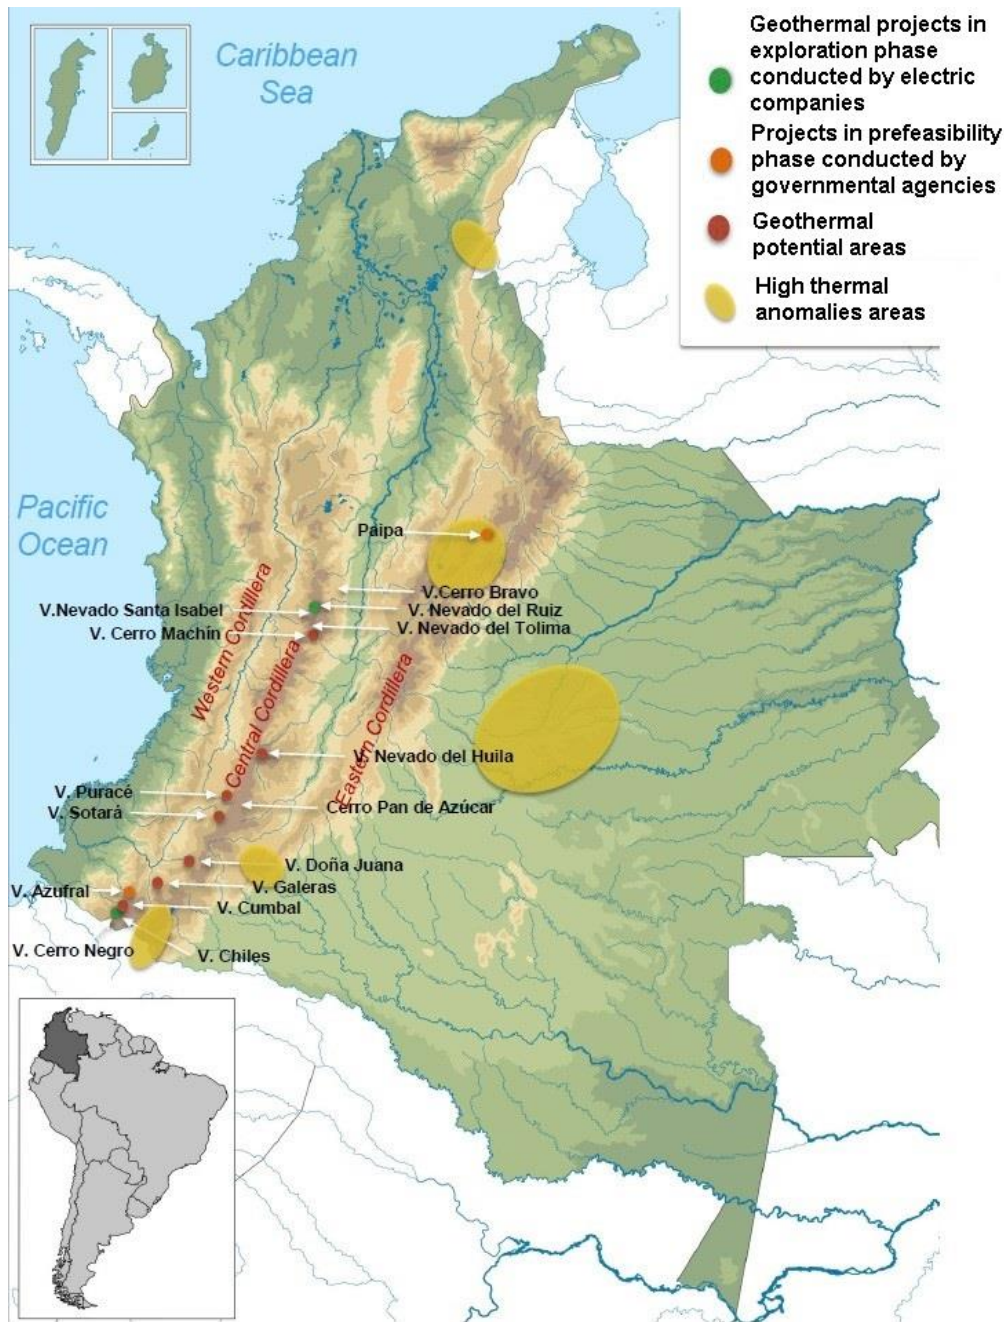 Caribbean
Sea
Geothermal projects in
exploration phase
conducted by electric
companies
Projects in prefeasibility
phase conducted by
governmental agencies
Geothermal
potential areas
High thermal
anomalies areas
Pacific
Ocean
Paipa
V.Cerro Bravo
V.Nevado Santa Isabel
V. Nevado del Ruiz
V. Nevado del Tolima
V. Cerro Machín
Western Cordillera
Central Cordillera
Eastern Cordillera
V. Nevado del Huila
V. Puracé
Cerro Pan de Azúcar
V. Sotará
V. Doña Juana
V. Galeras
V. Azufral
V. Cumbal
V. Cerro Negro
V. Chiles